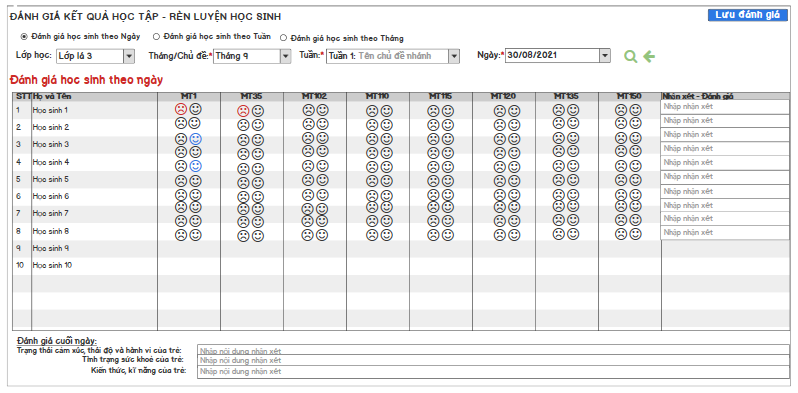 ĐÁNH GIÁ KẾT QUẢ HỌC TẬP - RÈN LUYỆN HỌC SINH Lưu đánh giá
Đánh giá học sinh theo Ngày Đánh giá học sinh theo Tuần Đánh giá học sinh theo Tháng
Lớp học: Lớp lá 3 Tháng/Chủ đề:* Tháng 9 Tuần:* Tuần 1: Tên chủ đề nhánh Ngày:* 30/08/2021
Đánh giá học sinh theo ngày
STT Họ và Tên MT1 MT35 MT102 MT110 MT115 MT120 MT135 MT150 Nhận xét - Đánh giá
1 Học sinh 1 Nhập nhận xét
2 Học sinh 2 Nhập nhận xét
3 Học sinh 3 Nhập nhận xét
4 Học sinh 4 Nhập nhận xét
5 Học sinh 5 Nhập nhận xét
6 Học sinh 6 Nhập nhận xét
7 Học sinh 7 Nhập nhận xét
8 Học sinh 8 Nhập nhận xét
9 Học sinh 9 Nhập nhận xét
10 Học sinh 10 Nhập nhận xét
Đánh giá cuối ngày:
Trạng thái cảm xúc, thái độ và hành vi của trẻ: Nhập nội dung nhận xét
Tình trạng sức khoẻ của trẻ: Nhập nội dung nhận xét
Kiến thức, kĩ năng của trẻ: Nhập nội dung nhận xét